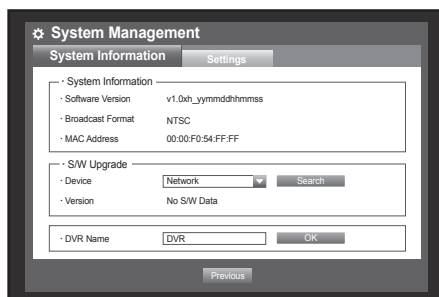 System Management
System Information Settings
· System Information
· Software Version v1.0xh_yymmddhhmmss
· Broadcast Format NTSC
· MAC Address 00:00:F0:54:FF:FF
· S/W Upgrade
· Device Network Search
· Version No S/W Data
· DVR Name DVR OK
Previous